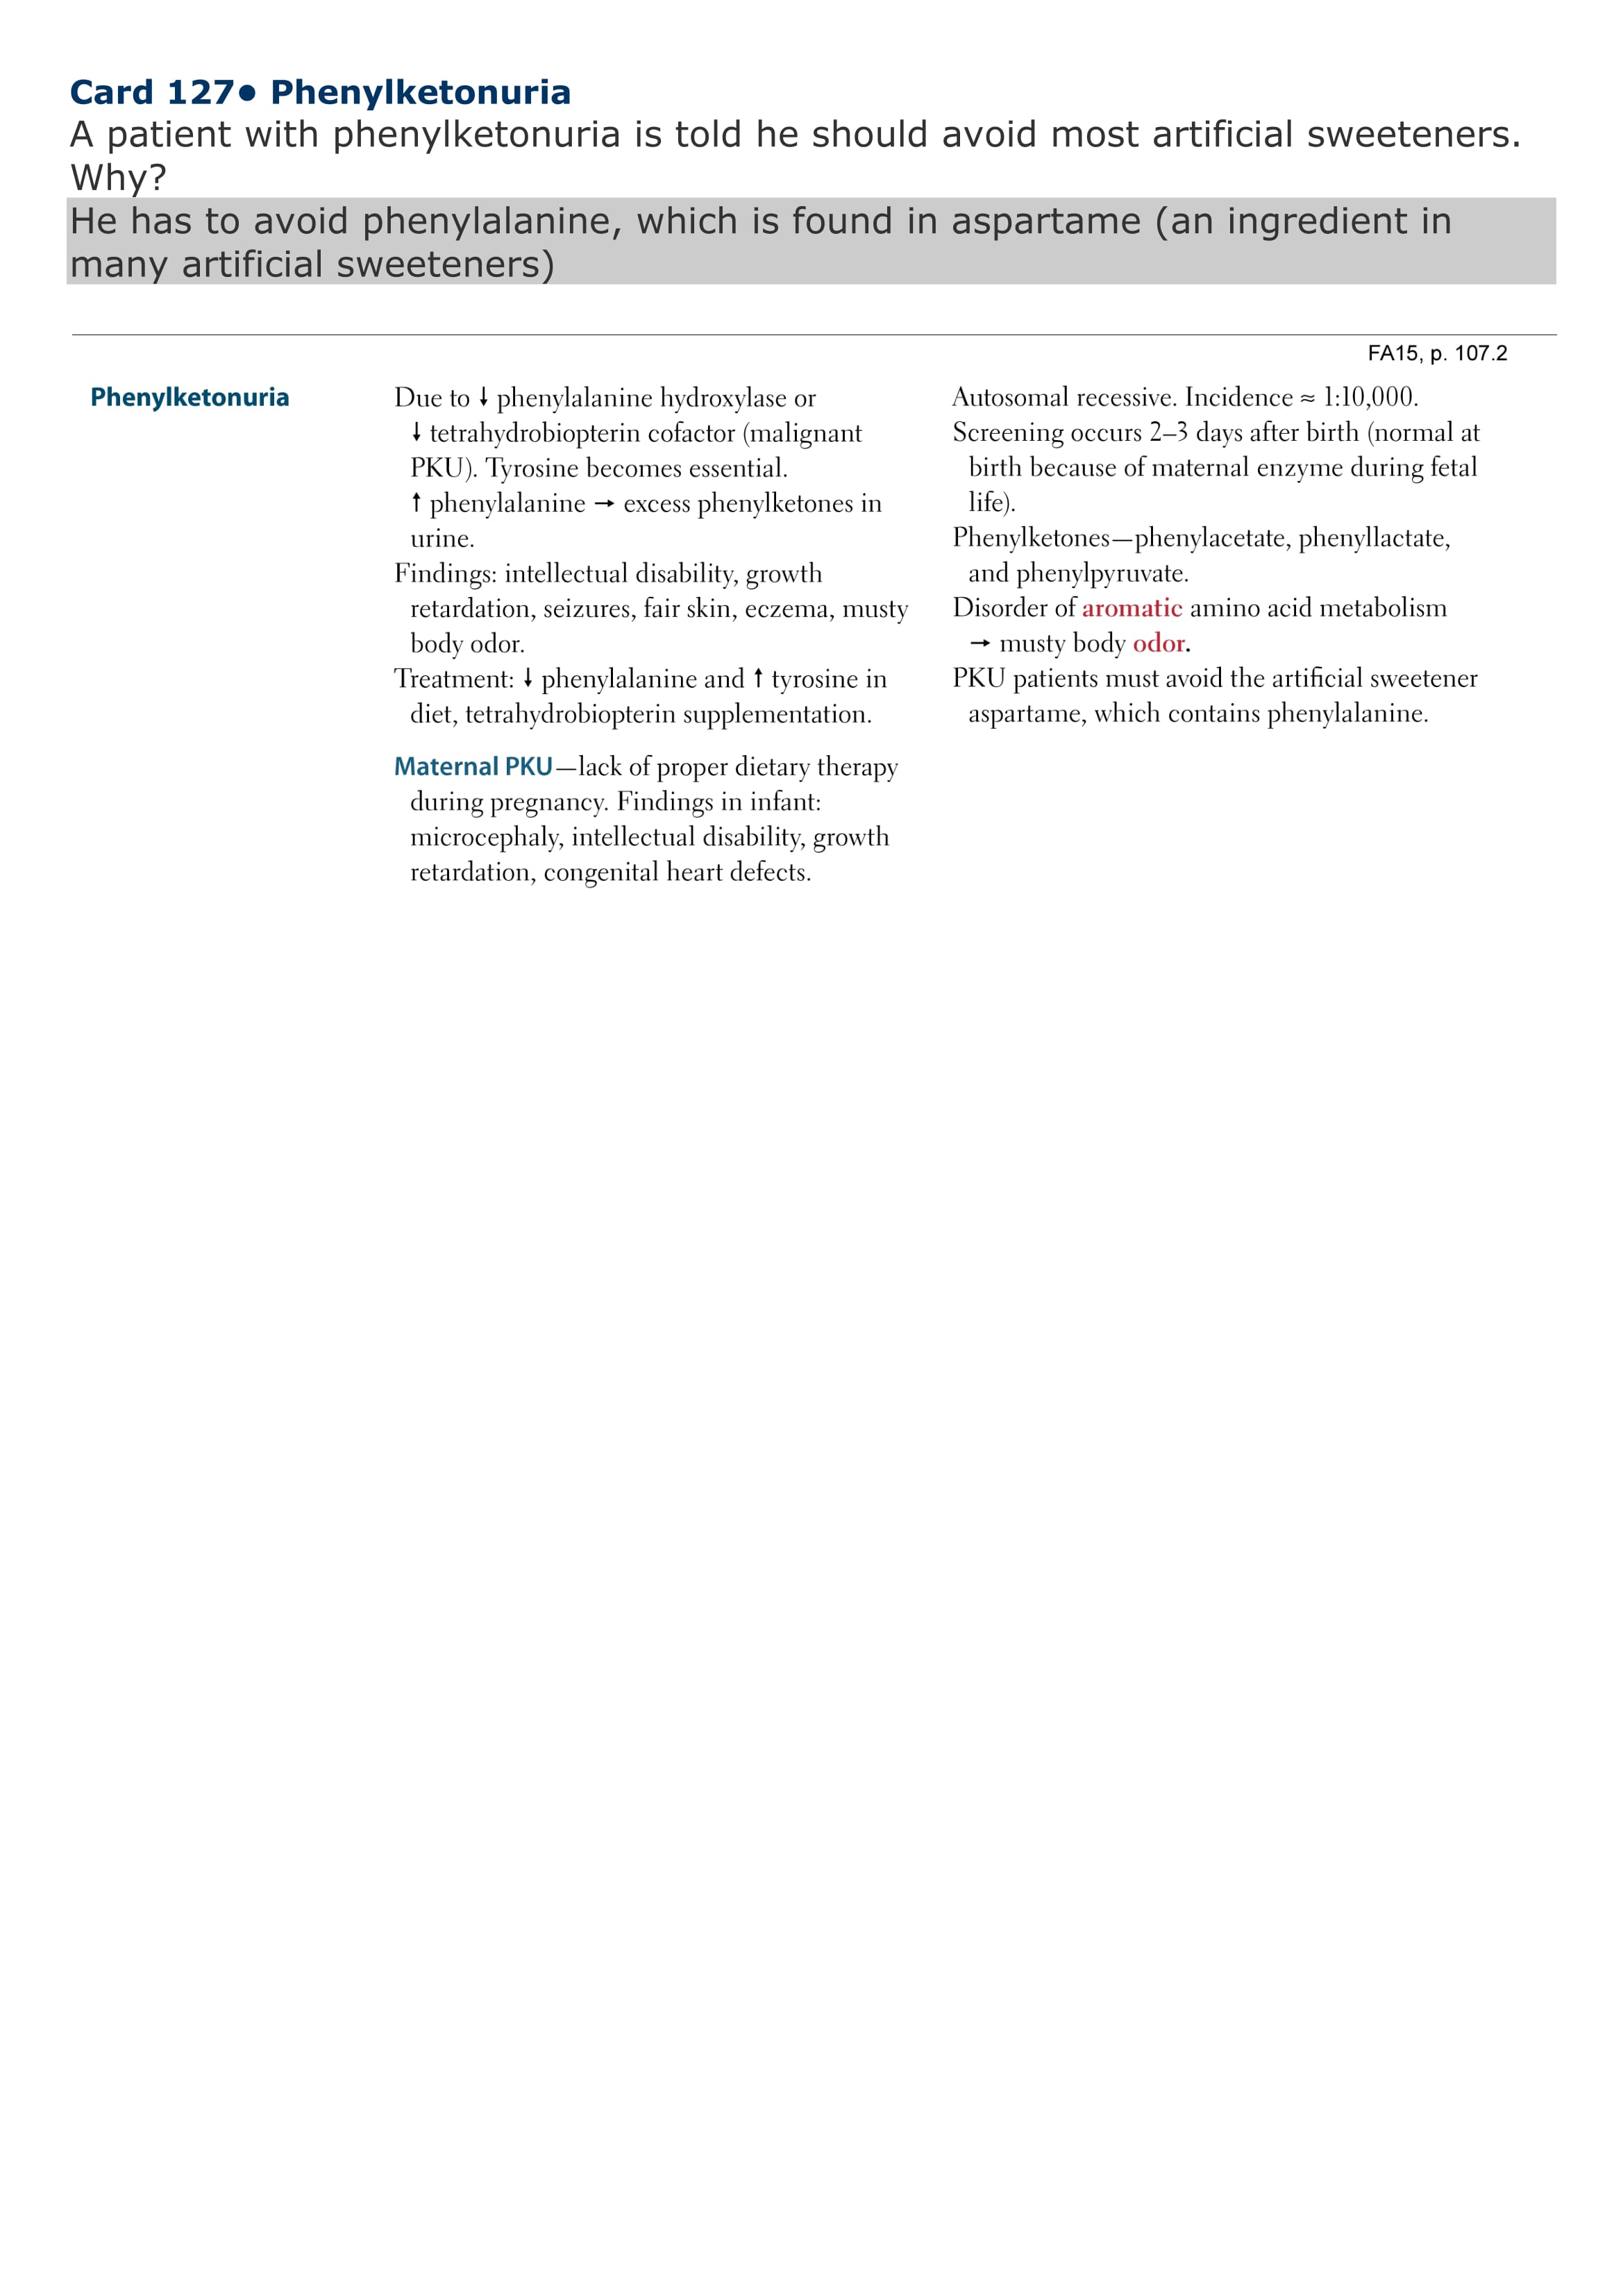 Card 127• Phenylketonuria
A patient with phenylketonuria is told he should avoid most artificial sweeteners.
Why?
He has to avoid phenylalanine, which is found in aspartame (an ingredient in
many artificial sweeteners)
FA15, p. 107.2
Phenylketonuria
Due to ↓ phenylalanine hydroxylase or
↓ tetrahydrobiopterin cofactor (malignant
PKU). Tyrosine becomes essential.
↑ phenylalanine → excess phenylketones in
urine.
Findings: intellectual disability, growth
retardation, seizures, fair skin, eczema, musty
body odor.
Treatment: ↓ phenylalanine and ↑ tyrosine in
diet, tetrahydrobiopterin supplementation.
Maternal PKU—lack of proper dietary therapy
during pregnancy. Findings in infant:
microcephaly, intellectual disability, growth
retardation, congenital heart defects.
Autosomal recessive. Incidence ≈ 1:10,000.
Screening occurs 2–3 days after birth (normal at
birth because of maternal enzyme during fetal
life).
Phenylketones—phenylacetate, phenyllactate,
and phenylpyruvate.
Disorder of aromatic amino acid metabolism
→ musty body odor.
PKU patients must avoid the artificial sweetener
aspartame, which contains phenylalanine.